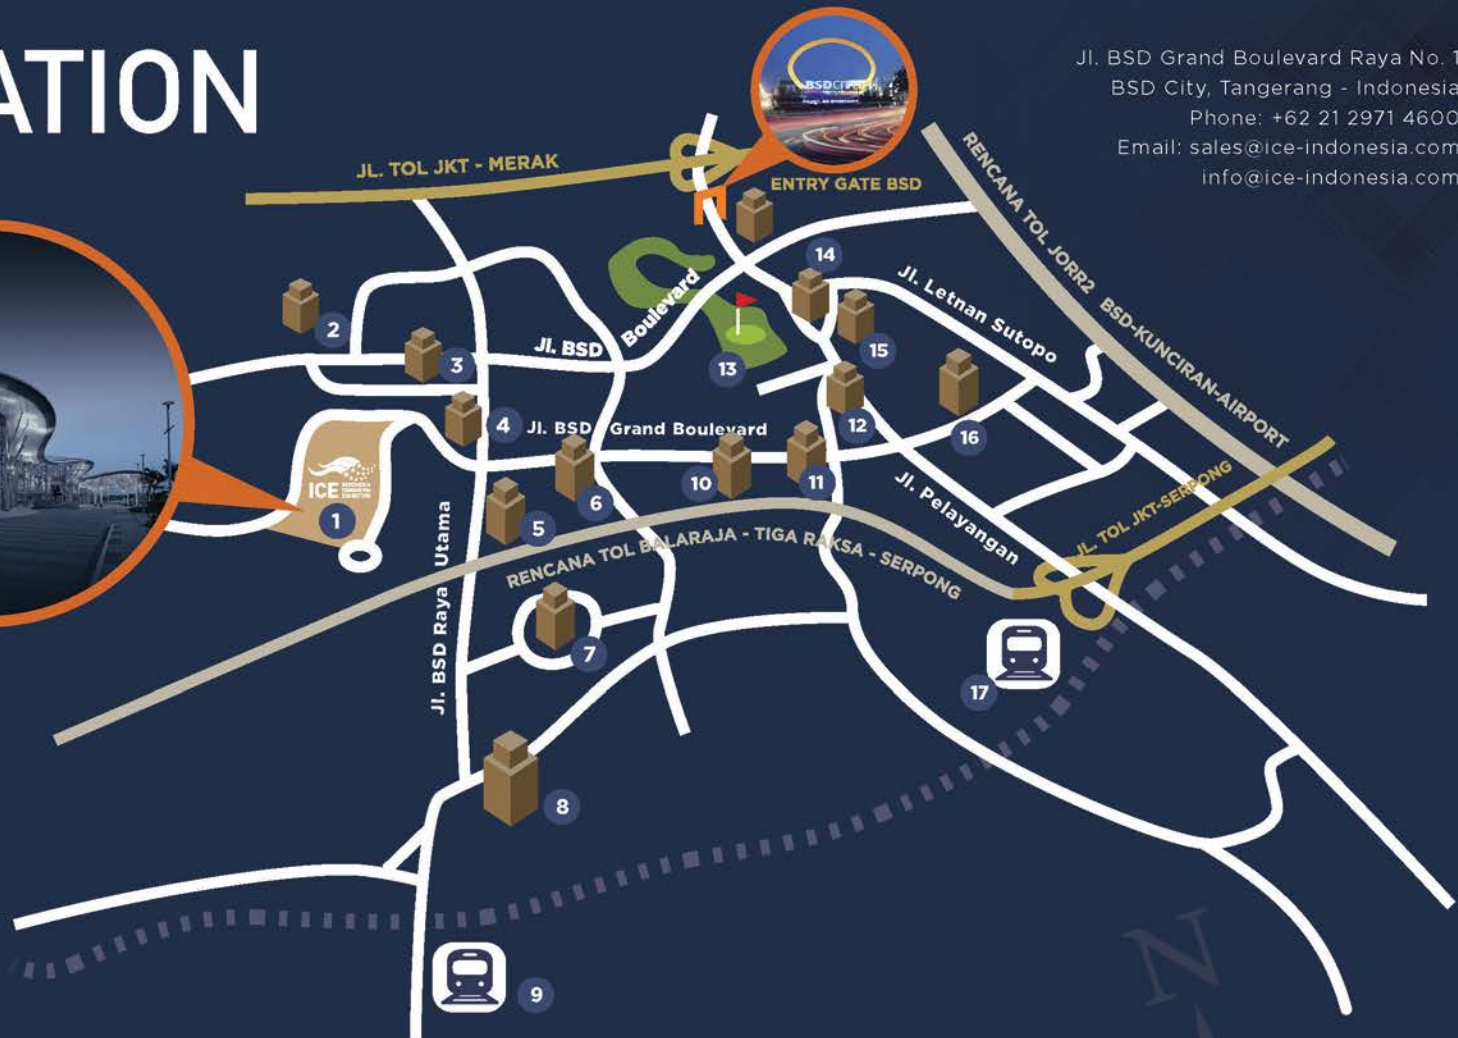 ATION
Jl. BSD Grand Boulevard Raya No. 1
BSD City, Tangerang - Indonesia
Phone: +62 21 2971 4600
Email: sales@ice-indonesia.com
info@ice-indonesia.com
BSDCITY
JL. TOL JKT - MERAK
ENTRY GATE BSD
RENCANA TOL JORR2 BSD-KUNCIRAN-AIRPORT
14
Jl. Letnan Sutopo
2
3
Jl. BSD Boulevard
13
15
4
Jl. BSD Grand Boulevard
12
16
ICE
INDONESIA
CONVENTION
EXHIBITION
1
5
6
10
11
Jl. Pelayangan
JL. TOL JKT-SERPONG
Jl. BSD Raya Utama
RENCANA TOL BALARAJA - TIGA RAKSA - SERPONG
7
17
8
9
N